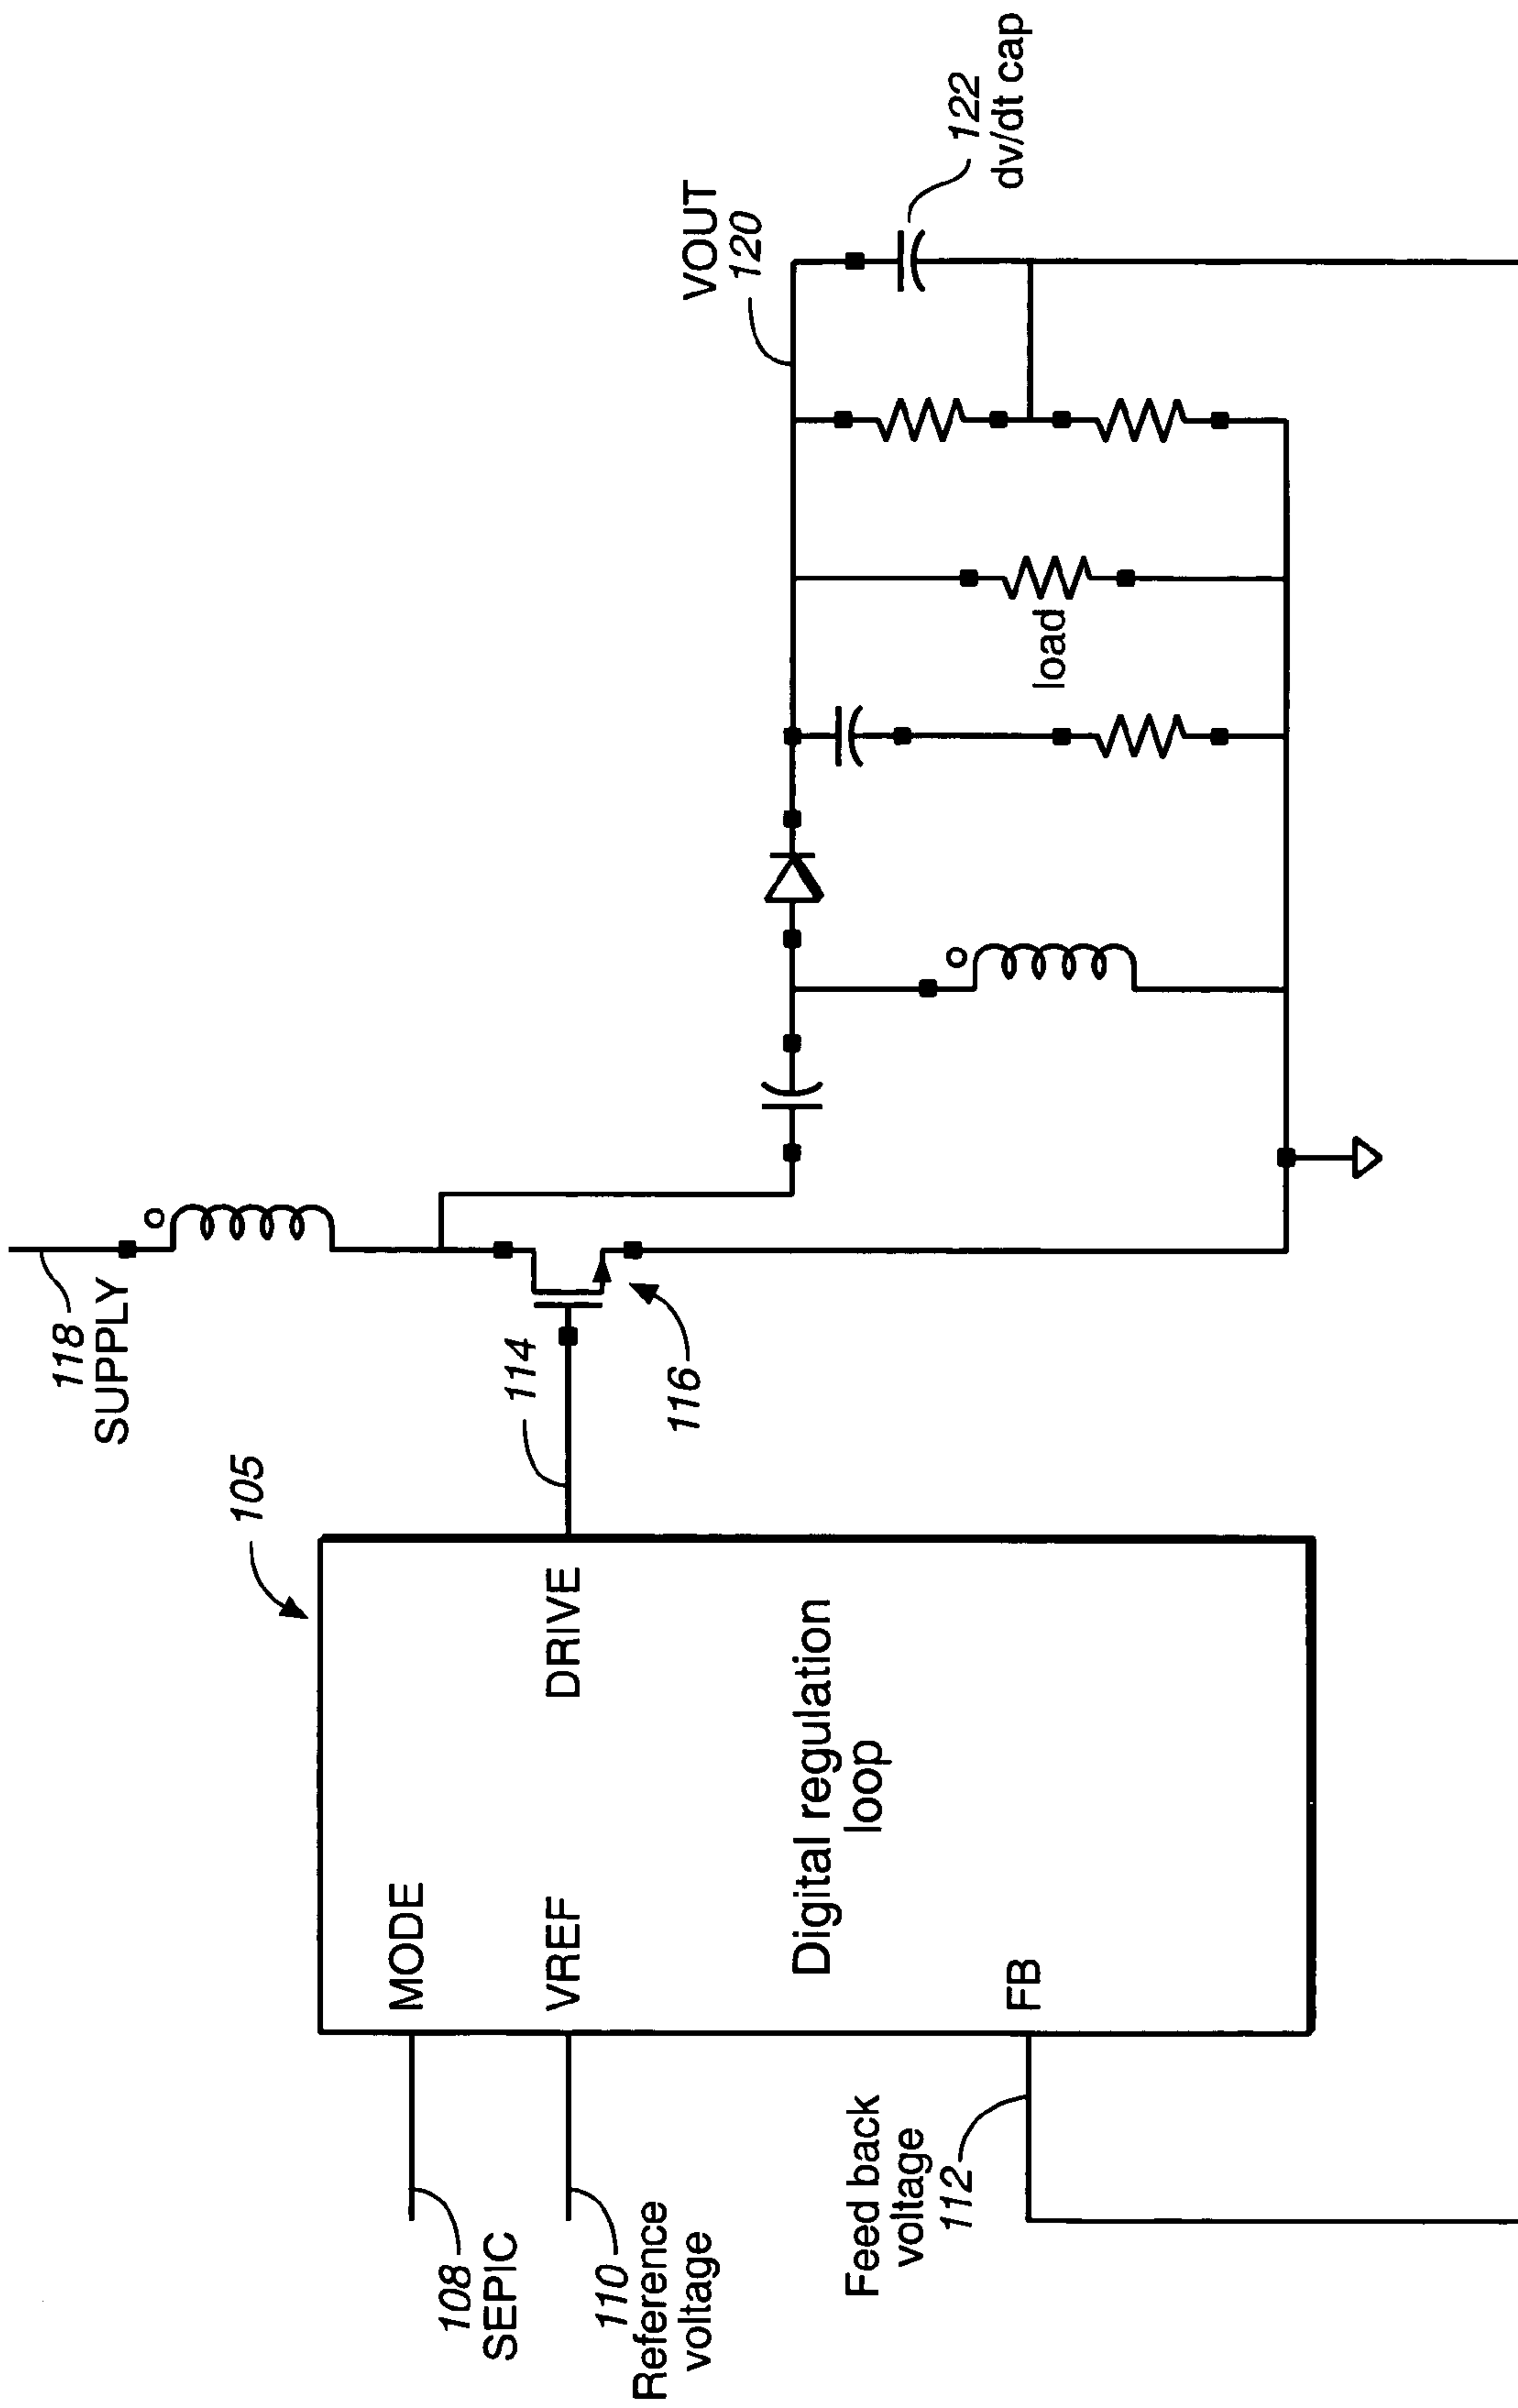 118
SUPPLY
105
MODE
108
SEPIC
VREF
DRIVE
114
110
Reference
voltage
116
VOUT
120
Digital regulation
loop
Feed back
voltage
112
FB
load
122
dv/dt cap